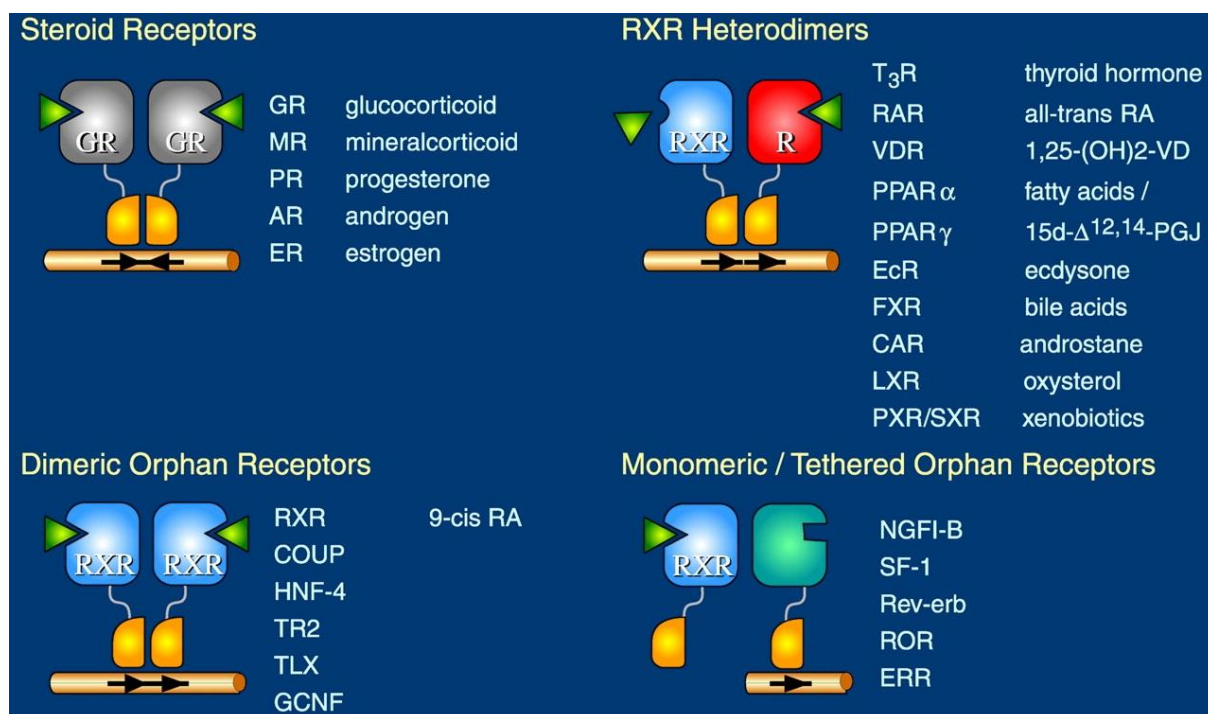 Steroid Receptors
GR GR
GR glucocorticoid
MR mineralcorticoid
PR progesterone
AR androgen
ER estrogen
RXR Heterodimers
RXR R
T₃R thyroid hormone
RAR all-trans RA
VDR 1,25-(OH)2-VD
PPAR α fatty acids /
PPAR γ 15d-Δ¹²,¹⁴-PGJ
EcR ecdysone
FXR bile acids
CAR androstane
LXR oxysterol
PXR/SXR xenobiotics
Dimeric Orphan Receptors
RXR RXR
RXR 9-cis RA
COUP
HNF-4
TR2
TLX
GCNF
Monomeric / Tethered Orphan Receptors
RXR
NGFI-B
SF-1
Rev-erb
ROR
ERR